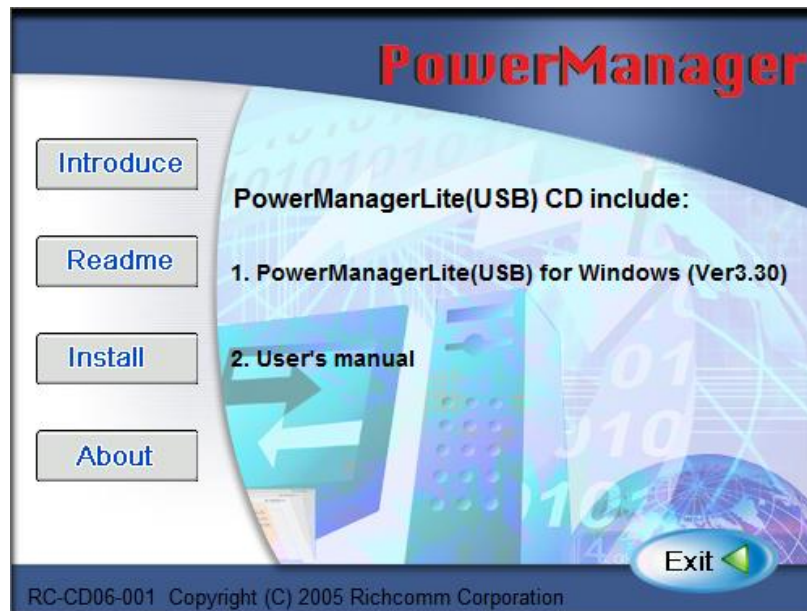 PowerManager
Introduce
PowerManagerLite(USB) CD include:
Readme
1. PowerManagerLite(USB) for Windows (Ver3.30)
Install
2. User's manual
About
Exit
RC-CD06-001 Copyright (C) 2005 Richcomm Corporation